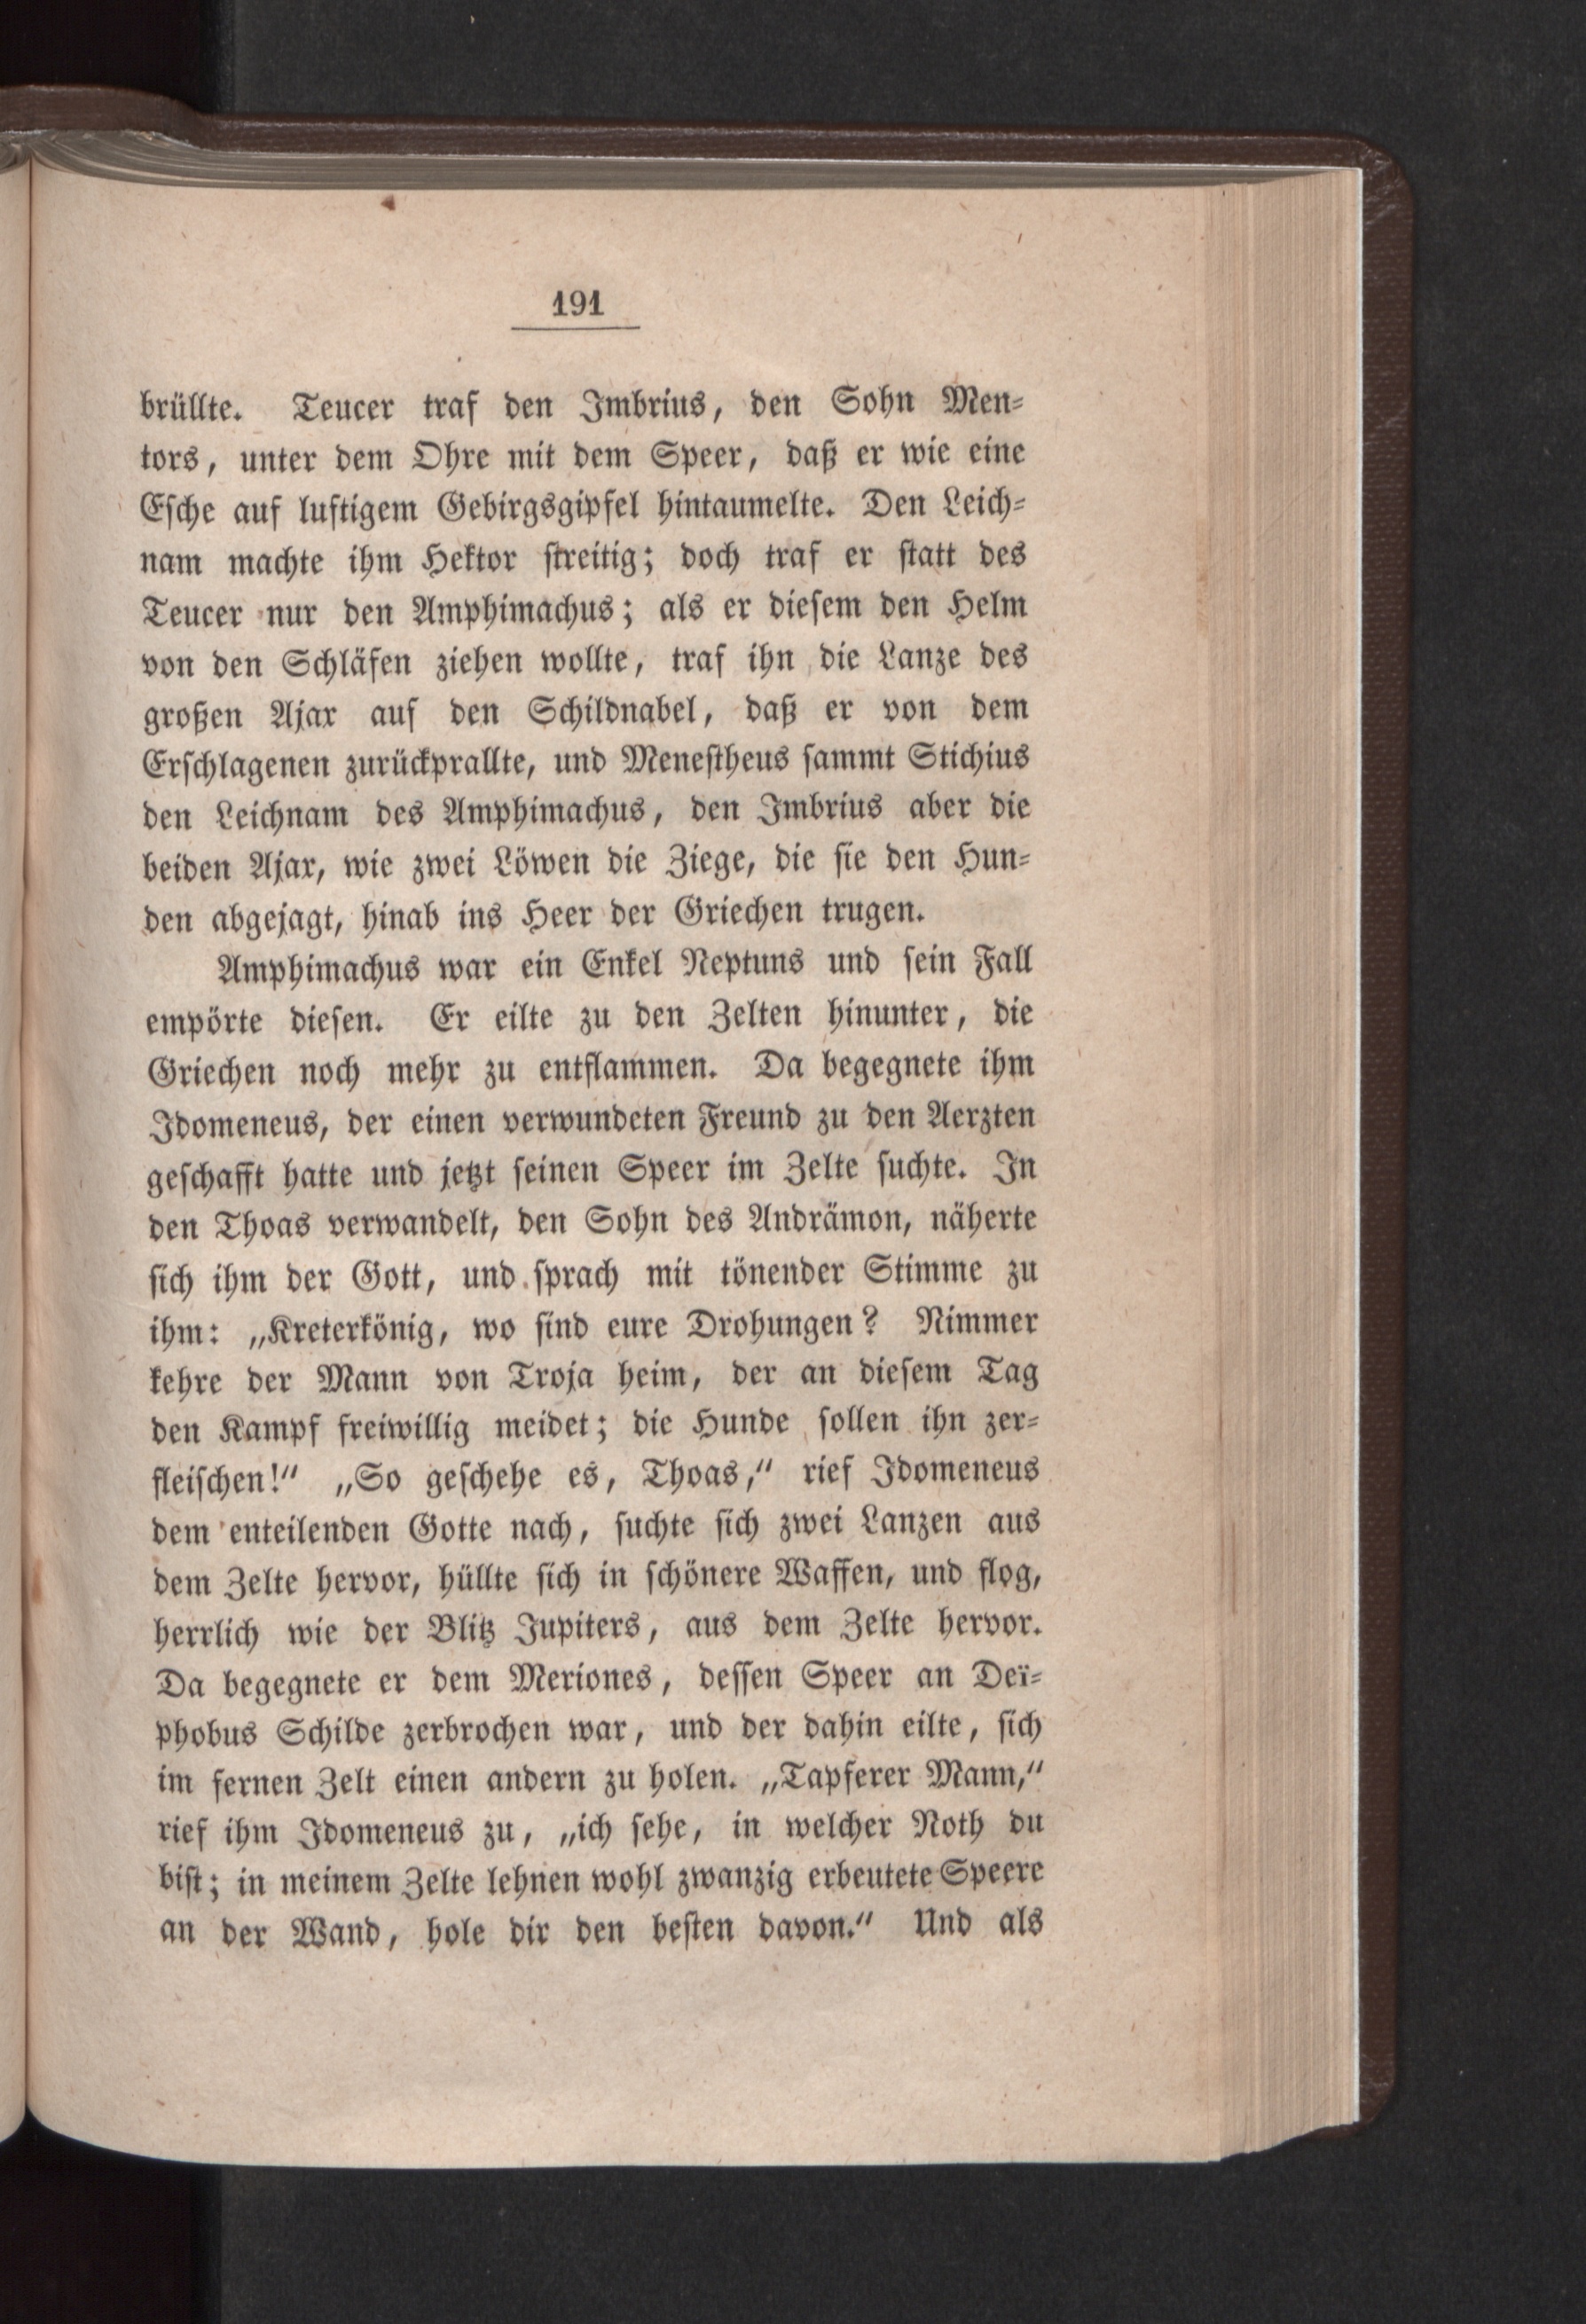 191
brüllte. Teucer traf den Imbrius, den Sohn Men-
tors, unter dem Ohre mit dem Speer, daß er wie eine
Esche auf luftigem Gebirgsgipfel hintaumelte. Den Leich-
nam machte ihm Hektor streitig; doch traf er statt des
Teucer nur den Amphimachus; als er diesem den Helm
von den Schläfen ziehen wollte, traf ihn die Lanze des
großen Ajax auf den Schildnabel, daß er von dem
Erschlagenen zurückprallte, und Menestheus sammt Stichius
den Leichnam des Amphimachus, den Imbrius aber die
beiden Ajax, wie zwei Löwen die Ziege, die sie den Hun-
den abgejagt, hinab ins Heer der Griechen trugen.
Amphimachus war ein Enkel Neptuns und sein Fall
empörte diesen. Er eilte zu den Zelten hinunter, die
Griechen noch mehr zu entflammen. Da begegnete ihm
Idomeneus, der einen verwundeten Freund zu den Aerzten
geschafft hatte und jetzt seinen Speer im Zelte suchte. In
den Thoas verwandelt, den Sohn des Andrämon, näherte
sich ihm der Gott, und sprach mit tönender Stimme zu
ihm: „Kreterkönig, wo sind eure Drohungen? Nimmer
kehre der Mann von Troja heim, der an diesem Tag
den Kampf freiwillig meidet; die Hunde sollen ihn zer-
fleischen!“ „So geschehe es, Thoas,“ rief Idomeneus
dem enteilenden Gotte nach, suchte sich zwei Lanzen aus
dem Zelte hervor, hüllte sich in schönere Waffen, und flog,
herrlich wie der Blitz Jupiters, aus dem Zelte hervor.
Da begegnete er dem Meriones, dessen Speer an Deï-
phobus Schilde zerbrochen war, und der dahin eilte, sich
im fernen Zelt einen andern zu holen. „Tapferer Mann,“
rief ihm Idomeneus zu, „ich sehe, in welcher Noth du
bist; in meinem Zelte lehnen wohl zwanzig erbeutete Speere
an der Wand, hole dir den besten davon.“ Und als